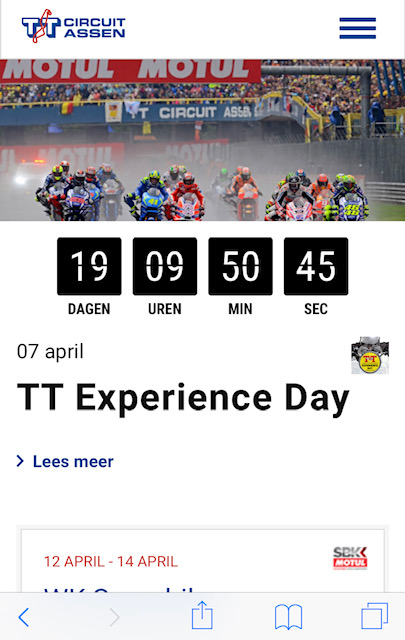 TT CIRCUIT
ASSEN
MOTUL MOTUL
TT CIRCUIT ASSEN
19 09 50 45
DAGEN UREN MIN SEC
07 april
TT
TT Experience Day
> Lees meer
12 APRIL - 14 APRIL
SBK
MOTUL